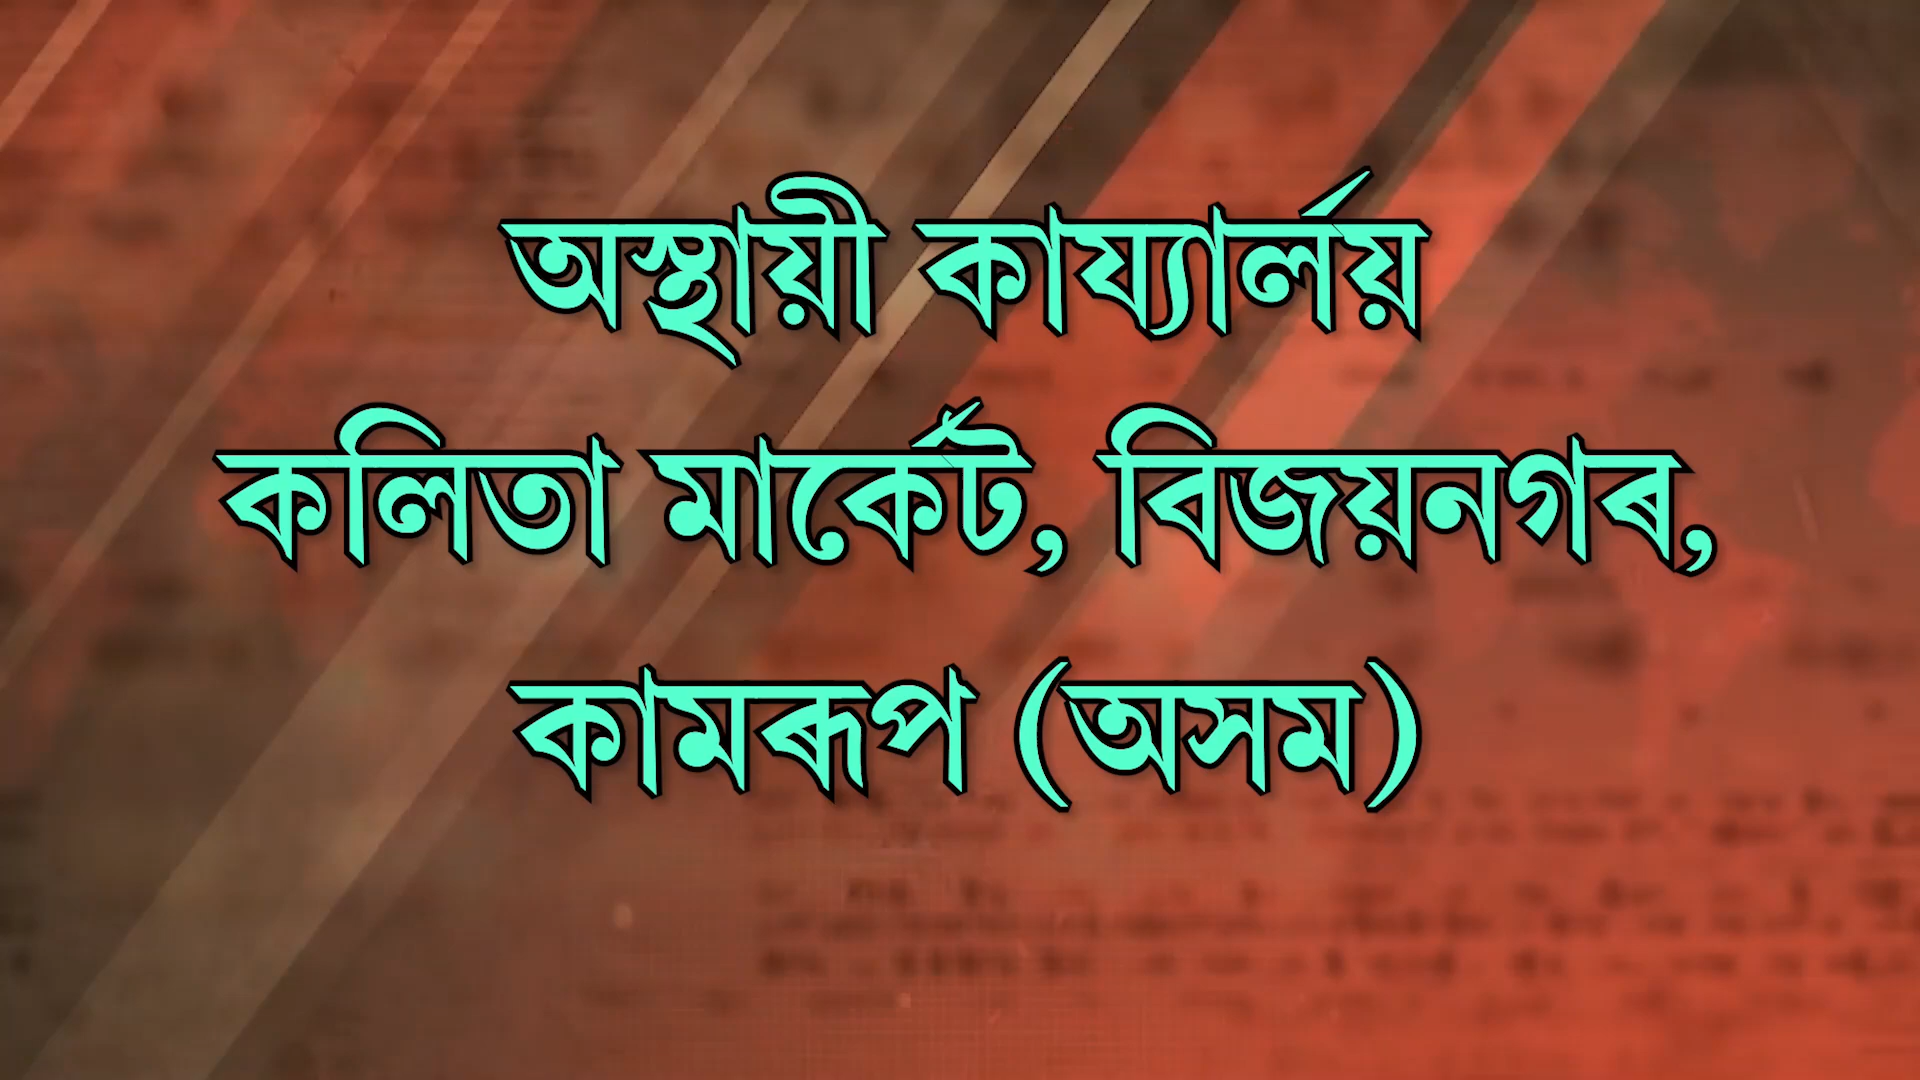 অস্থায়ী কায্যার্লয়
কলিতা মার্কেট, বিজয়নগৰ,
কামৰূপ (অসম)